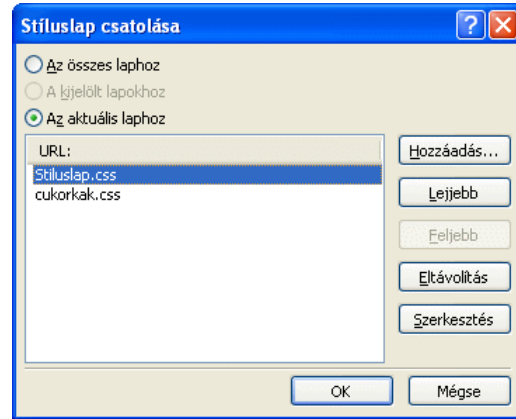 Stíluslap csatolása
Az összes laphoz
A kijelölt lapokhoz
Az aktuális laphoz
URL:
Stiluslap.css
cukorkak.css
Hozzáadás...
Lejjebb
Feljebb
Eltávolítás
Szerkesztés
OK
Mégse